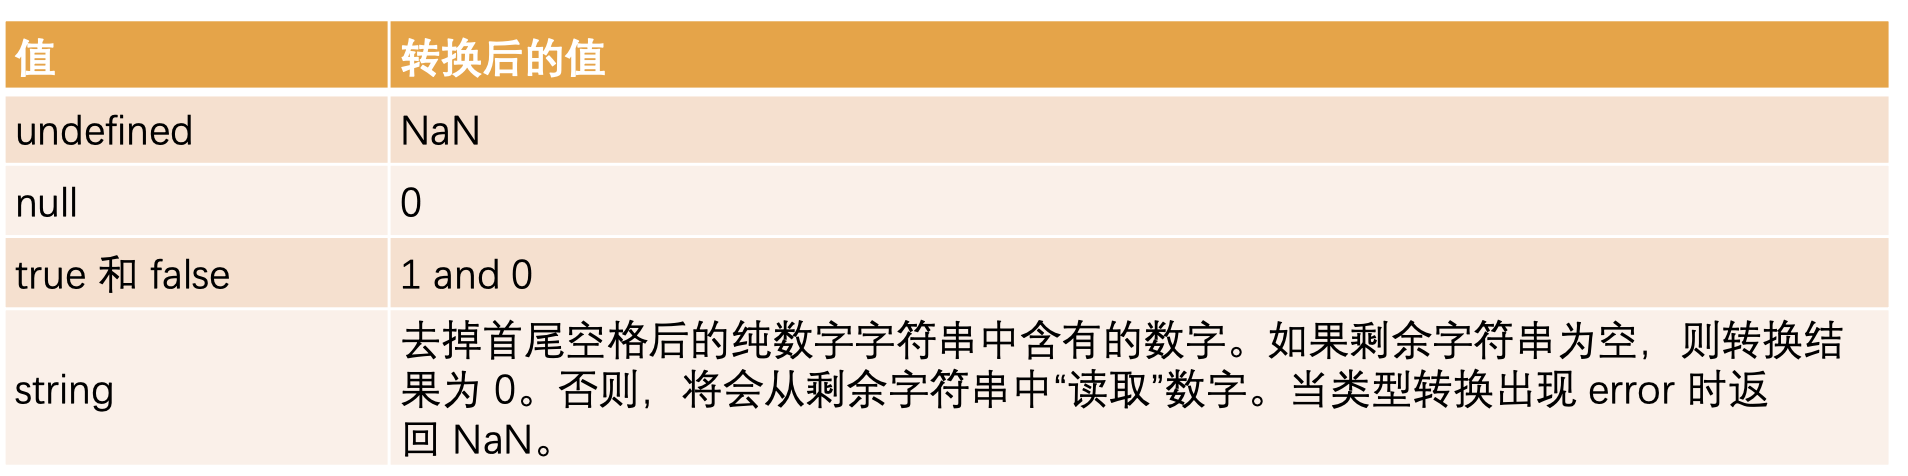 值 转换后的值
undefined NaN
null 0
true 和 false 1 and 0
string
去掉首尾空格后的纯数字字符串中含有的数字。如果剩余字符串为空，则转换结
果为 0。否则，将会从剩余字符串中“读取”数字。当类型转换出现 error 时返
回 NaN。